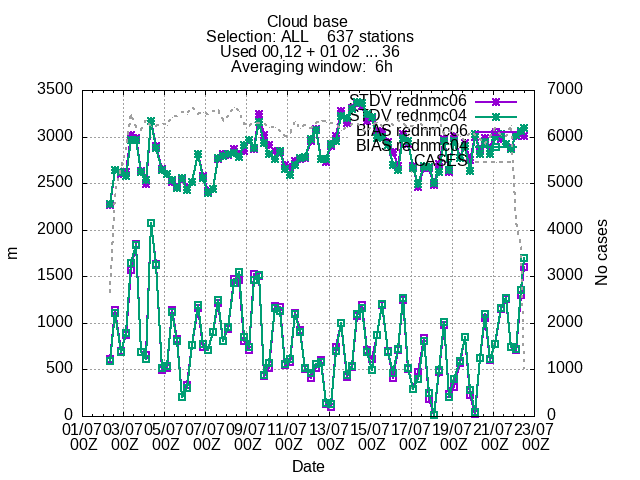 Cloud base
Selection: ALL 637 stations
Used 00,12 + 01 02 ... 36
Averaging window: 6h
3500 7000
STDV rednmc06
STDV rednmc04
3000 6000
BIAS rednmc06
BIAS rednmc04
CASES
2500 5000
2000 4000
m
No cases
1500 3000
1000 2000
500 1000
0 0
01/07 03/07 05/07 07/07 09/07 11/07 13/07 15/07 17/07 19/07 21/07 23/07
00Z 00Z 00Z 00Z 00Z 00Z 00Z 00Z 00Z 00Z 00Z 00Z
Date